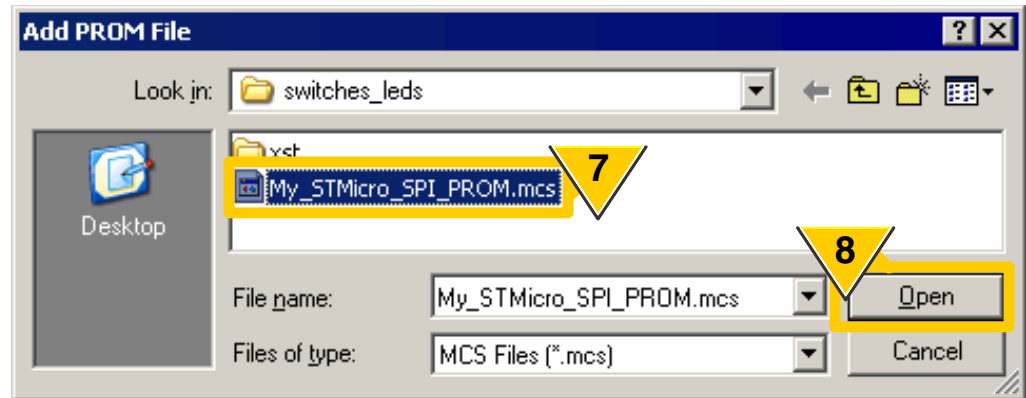 Add PROM File
Look in: switches_leds
xst
My_STMicro_SPI_PROM.mcs
7
Desktop
8
File name: My_STMicro_SPI_PROM.mcs Open
Files of type: MCS Files (*.mcs) Cancel